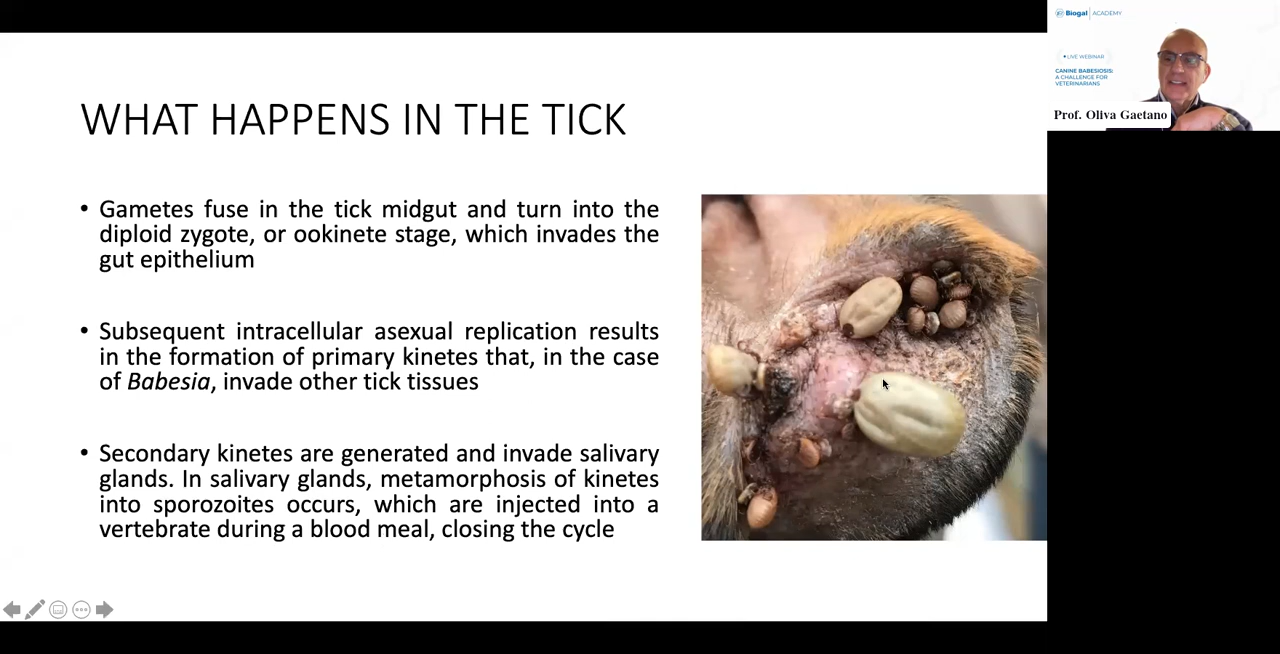 WHAT HAPPENS IN THE TICK
• Gametes fuse in the tick midgut and turn into the
diploid zygote, or ookinete stage, which invades the
gut epithelium
• Subsequent intracellular asexual replication results
in the formation of primary kinetes that, in the case
of Babesia, invade other tick tissues
• Secondary kinetes are generated and invade salivary
glands. In salivary glands, metamorphosis of kinetes
into sporozoites occurs, which are injected into a
vertebrate during a blood meal, closing the cycle
Biogal ACADEMY
LIVE WEBINAR
CANINE BABESIOSIS:
A CHALLENGE FOR
VETERINARIANS
Prof. Oliva Gaetano